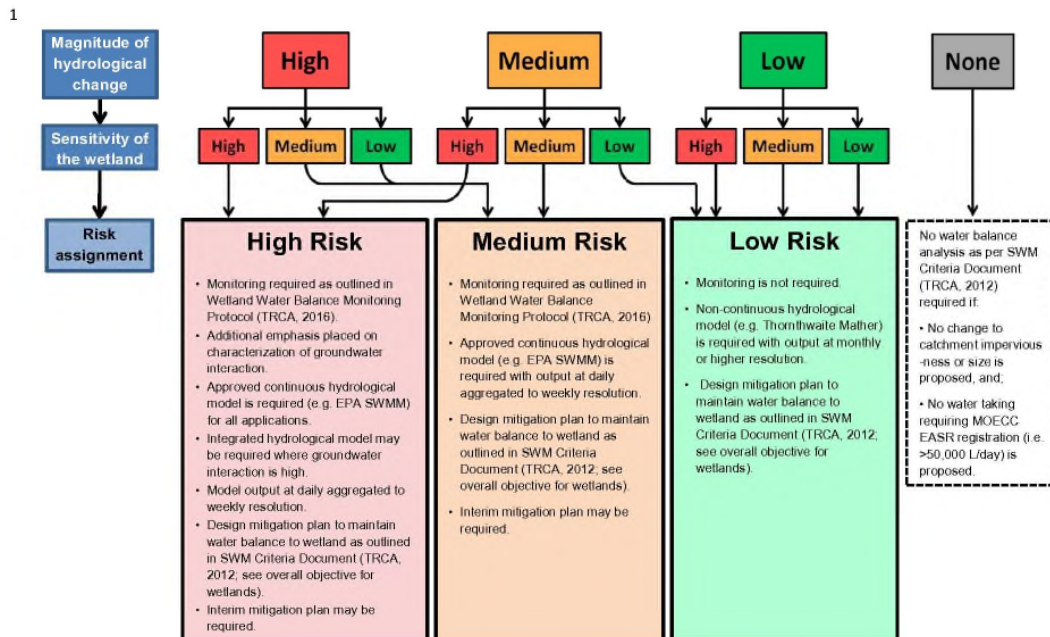 1
Magnitude of
hydrological
change
High
Medium
Low
None
Sensitivity of
the wetland
High
Medium
Low
High
Medium
Low
High
Medium
Low
Risk
assignment
High Risk
• Monitoring required as outlined in
Wetland Water Balance Monitoring
Protocol (TRCA, 2016).
• Additional emphasis placed on
characterization of groundwater
interaction.
• Approved continuous hydrological
model is required (e.g. EPA SWMM)
for all applications.
• Integrated hydrological model may
be required where groundwater
interaction is high.
• Model output at daily aggregated to
weekly resolution.
• Design mitigation plan to maintain
water balance to wetland as outlined
in SWM Criteria Document (TRCA,
2012; see overall objective for
wetlands).
• Interim mitigation plan may be
required.
Medium Risk
• Monitoring required as outlined in
Wetland Water Balance
Monitoring Protocol (TRCA, 2016)
• Approved continuous hydrological
model (e.g. EPA SWMM) is
required with output at daily
aggregated to weekly resolution.
• Design mitigation plan to maintain
water balance to wetland as
outlined in SWM Criteria
Document (TRCA, 2012; see
overall objective for wetlands).
• Interim mitigation plan may be
required.
Low Risk
• Monitoring is not required.
• Non-continuous hydrological
model (e.g. Thornthwaite Mather)
is required with output at monthly
or higher resolution.
• Design mitigation plan to
maintain water balance to
wetland as outlined in SWM
Criteria Document (TRCA, 2012;
see overall objective for
wetlands).
No water balance
analysis as per SWM
Criteria Document
(TRCA, 2012)
required if:
• No change to
catchment impervious
-ness or size is
proposed, and;
• No water taking
requiring MOECC
EASR registration (i.e.
>50,000 L/day) is
proposed.